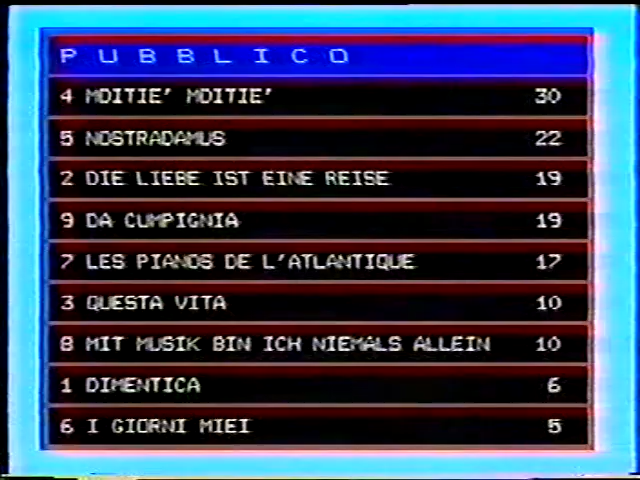 PUBBLICO
4 MOITIE' MOITIE' 30
5 NOSTRADAMUS 22
2 DIE LIEBE IST EINE REISE 19
9 DA CUMPIGNIA 19
7 LES PIANOS DE L'ATLANTIQUE 17
3 QUESTA VITA 10
8 MIT MUSIK BIN ICH NIEMALS ALLEIN 10
1 DIMENTICA 6
6 I GIORNI MIEI 5